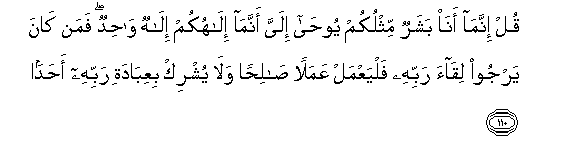 قُلۡ إِنَّمَآ أَنَا۠ بَشَرٞ مِّثۡلُكُمۡ يُوحَىٰٓ إِلَيَّ أَنَّمَآ إِلَٰهُكُمۡ إِلَٰهٞ وَٰحِدٞۖ فَمَن كَانَ
يَرۡجُواْ لِقَآءَ رَبِّهِۦ فَلۡيَعۡمَلۡ عَمَلٗا صَٰلِحٗا وَلَا يُشۡرِكۡ بِعِبَادَةِ رَبِّهِۦٓ أَحَدَۢا
١١٠